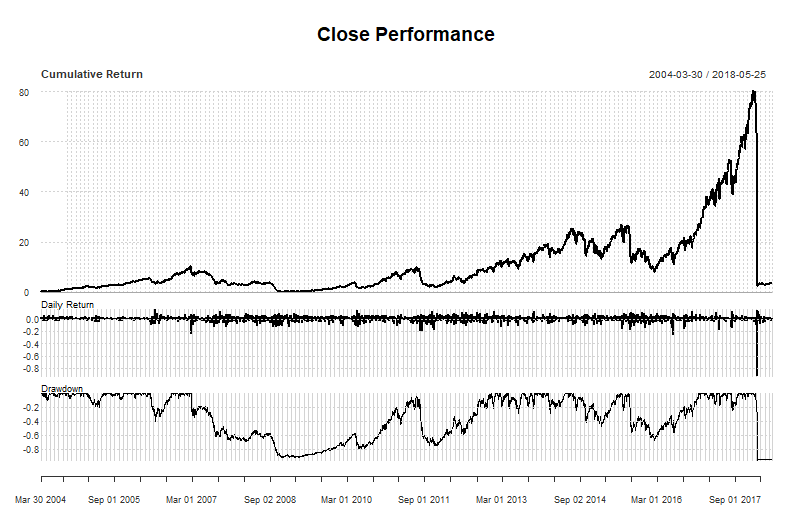 Close Performance
Cumulative Return 2004-03-30 / 2018-05-25
80
60
40
20
0
Daily Return
0.0
-0.2
-0.4
-0.6
-0.8
Drawdown
-0.2
-0.4
-0.6
-0.8
Mar 30 2004 Sep 01 2005 Mar 01 2007 Sep 02 2008 Mar 01 2010 Sep 01 2011 Mar 01 2013 Sep 02 2014 Mar 01 2016 Sep 01 2017